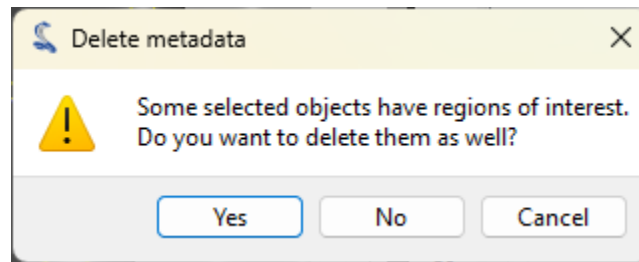 Delete metadata
Some selected objects have regions of interest.
Do you want to delete them as well?
Yes
No
Cancel